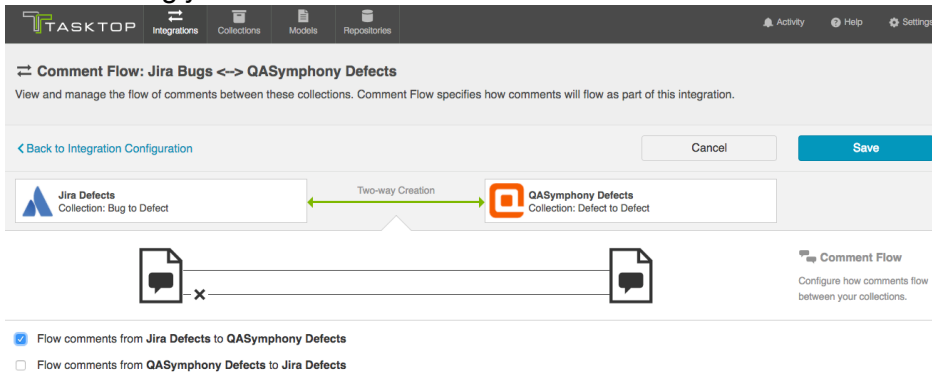 TASKTOP
Integrations
Collections
Models
Repositories
Activity
Help
Settings
Comment Flow: Jira Bugs <--> QASymphony Defects
View and manage the flow of comments between these collections. Comment Flow specifies how comments will flow as part of this integration.
Back to Integration Configuration
Cancel
Save
Jira Defects
Collection: Bug to Defect
Two-way Creation
QASymphony Defects
Collection: Defect to Defect
Comment Flow
Configure how comments flow
between your collections.
Flow comments from Jira Defects to QASymphony Defects
Flow comments from QASymphony Defects to Jira Defects